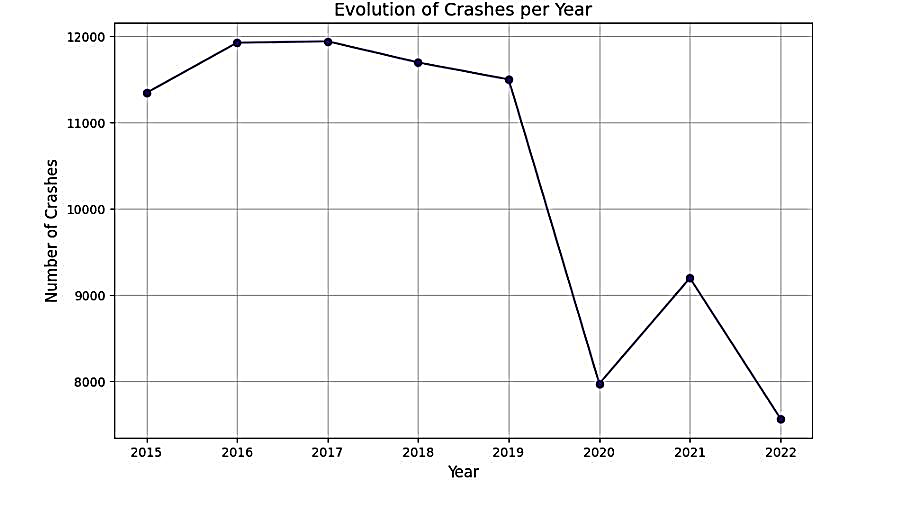 Evolution of Crashes per Year
12000
11000
10000
9000
8000
Number of Crashes
2015 2016 2017 2018 2019 2020 2021 2022
Year